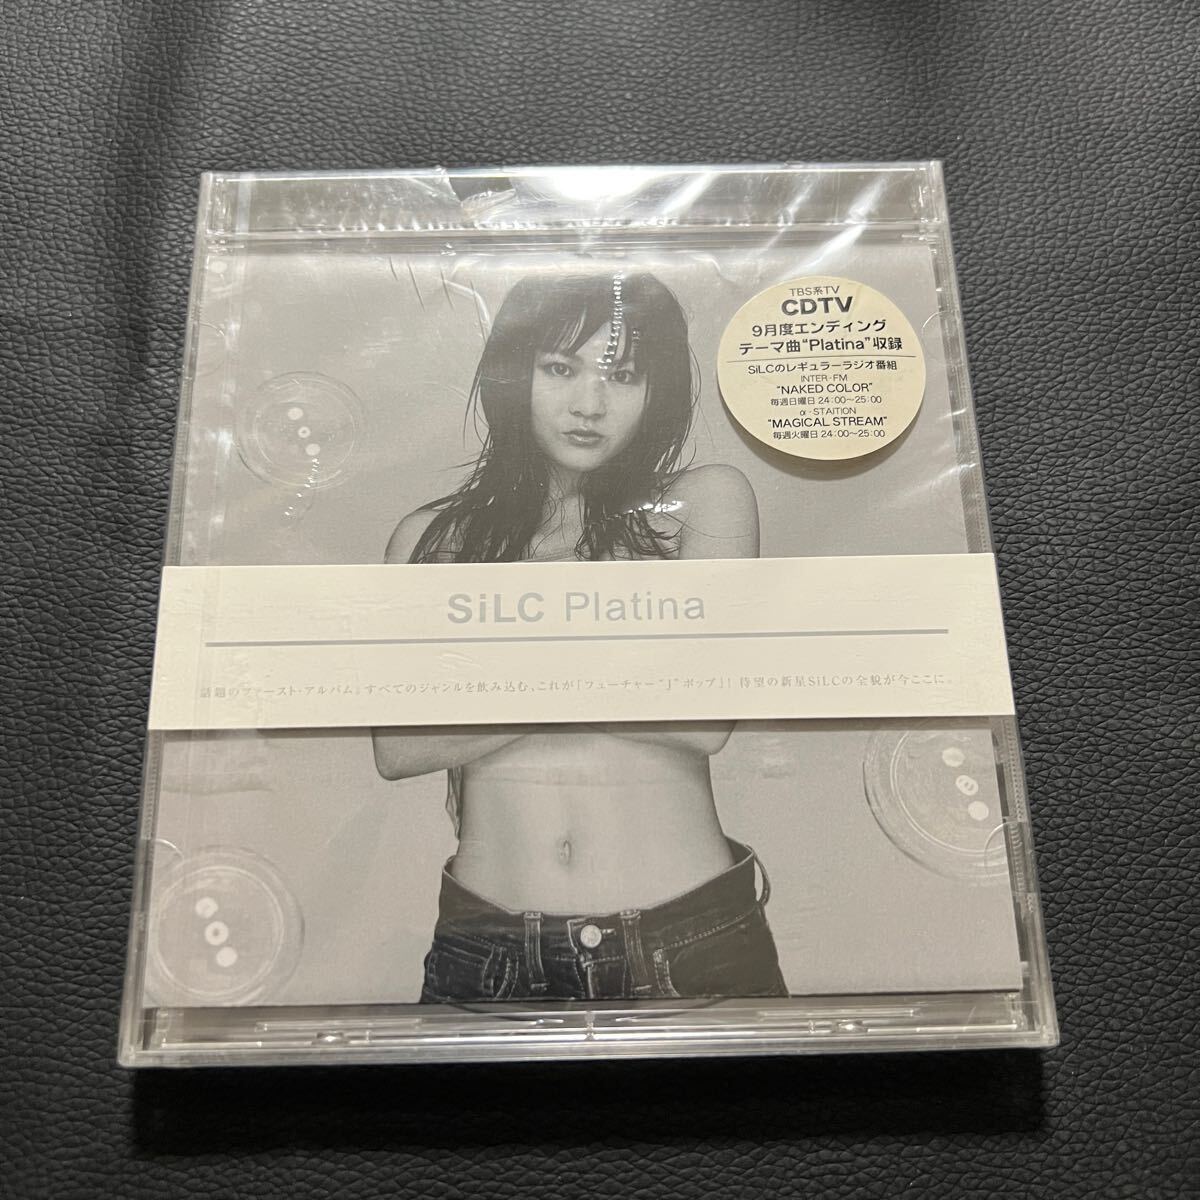 TBS系TV
CDTV
9月度エンディング
テーマ曲“Platina”収録
SiLCのレギュラーラジオ番組
INTER・FM
“NAKED COLOR”
毎週日曜日24:00〜25:00
α・STAITION
“MAGICAL STREAM”
毎週火曜日24:00〜25:00
SiLC Platina
話題のファースト・アルバム。すべてのジャンルを飲み込む、これが「フューチャー“J”ポップ」! 待望の新星SiLCの全貌が今ここに。